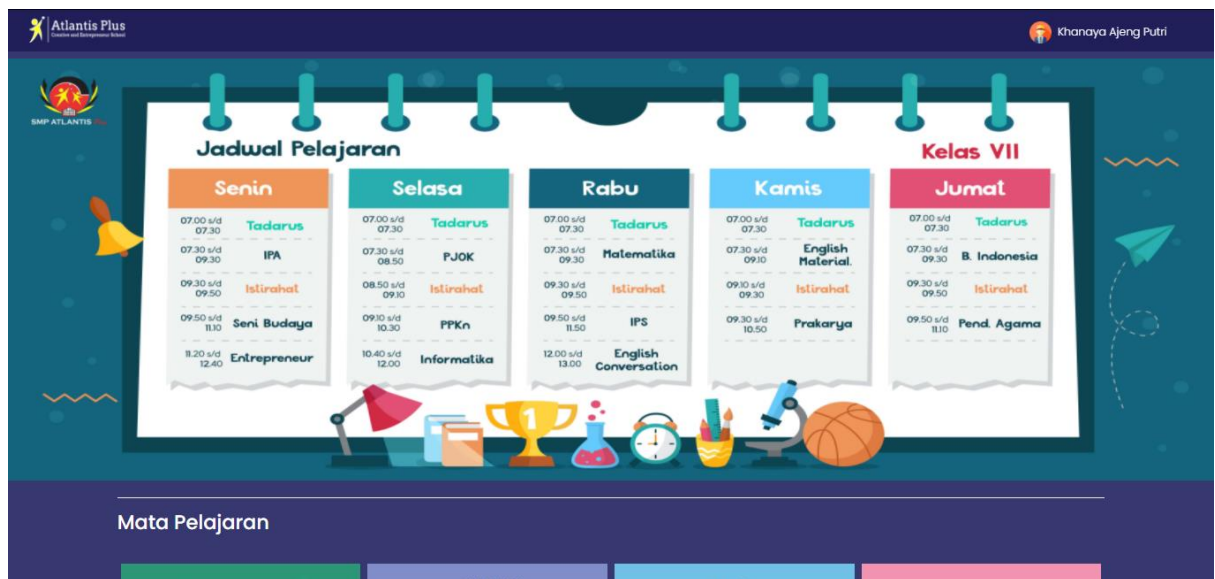 Atlantis Plus
Creative and Entrepreneur School
Khanaya Ajeng Putri
SMP ATLANTIS Plus
Jadwal Pelajaran
Kelas VII
Senin
07.00 s/d 07.30 Tadarus
07.30 s/d 09.30 IPA
09.30 s/d 09.50 Istirahat
09.50 s/d 11.10 Seni Budaya
11.20 s/d 12.40 Entrepreneur
Selasa
07.00 s/d 07.30 Tadarus
07.30 s/d 08.50 PJOK
08.50 s/d 09.10 Istirahat
09.10 s/d 10.30 PPKn
10.40 s/d 12.00 Informatika
Rabu
07.00 s/d 07.30 Tadarus
07.30 s/d 09.30 Matematika
09.30 s/d 09.50 Istirahat
09.50 s/d 11.50 IPS
12.00 s/d 13.00 English Conversation
Kamis
07.00 s/d 07.30 Tadarus
07.30 s/d 09.10 English Material.
09.10 s/d 09.30 Istirahat
09.30 s/d 10.50 Prakarya
Jumat
07.00 s/d 07.30 Tadarus
07.30 s/d 09.30 B. Indonesia
09.30 s/d 09.50 Istirahat
09.50 s/d 11.10 Pend. Agama
1
Mata Pelajaran